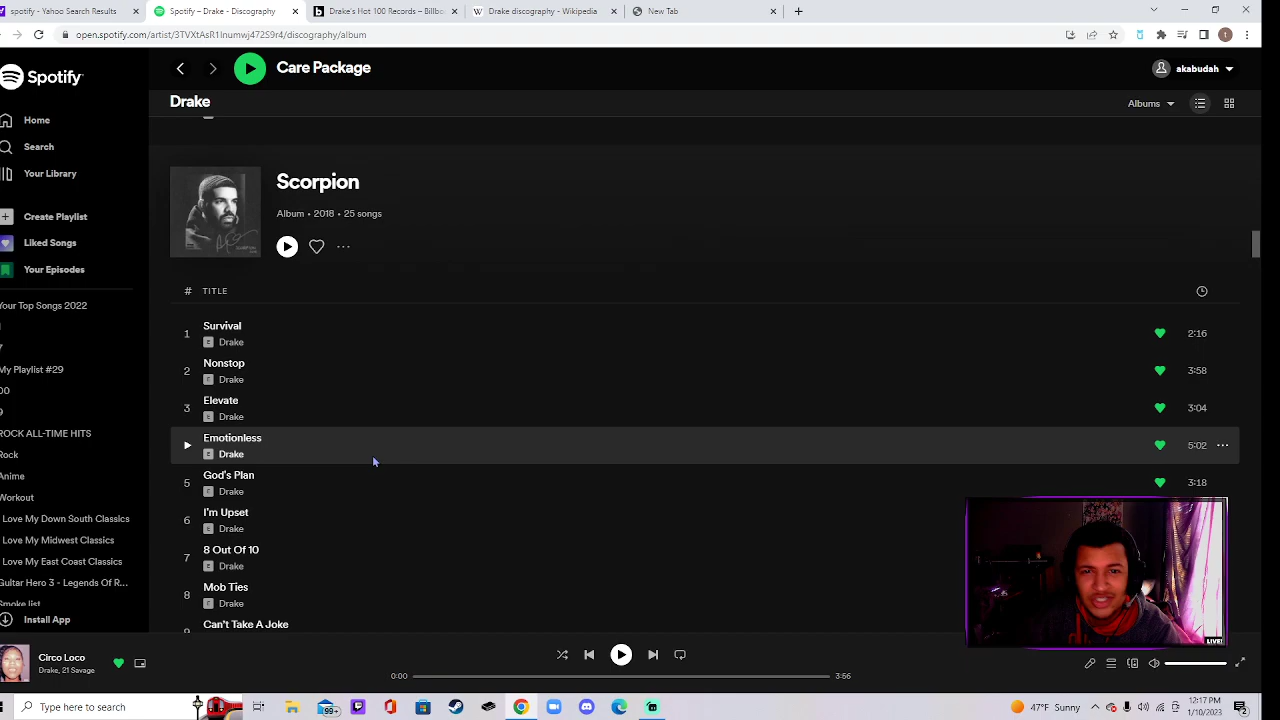 spotify - Yahoo Search Results
Spotify – Drake - Discography
Drake's Hot 100 Records – Billbo
Drake discography - Wikipedia
New Tab
open.spotify.com/artist/3TVXtAsR1Inumwj472S9r4/discography/album
Spotify
Care Package
akabudah
Drake
Albums
Home
Search
Your Library
Create Playlist
Liked Songs
Your Episodes
Your Top Songs 2022
My Playlist #29
ROCK ALL-TIME HITS
Rock
Anime
Workout
Love My Down South Classics
Love My Midwest Classics
Love My East Coast Classics
Guitar Hero 3 - Legends Of R...
Smoke list
Install App
Scorpion
Album • 2018 • 25 songs
# TITLE
1 Survival 2:16
E Drake
2 Nonstop 3:58
E Drake
3 Elevate 3:04
E Drake
Emotionless 5:02
E Drake
5 God's Plan 3:18
E Drake
6 I'm Upset
E Drake
7 8 Out Of 10
E Drake
8 Mob Ties
E Drake
9 Can't Take A Joke
LIVE!
Circo Loco
Drake, 21 Savage
0:00
3:56
Type here to search
99+
47°F Sunny
12:17 PM
1/10/2023
2